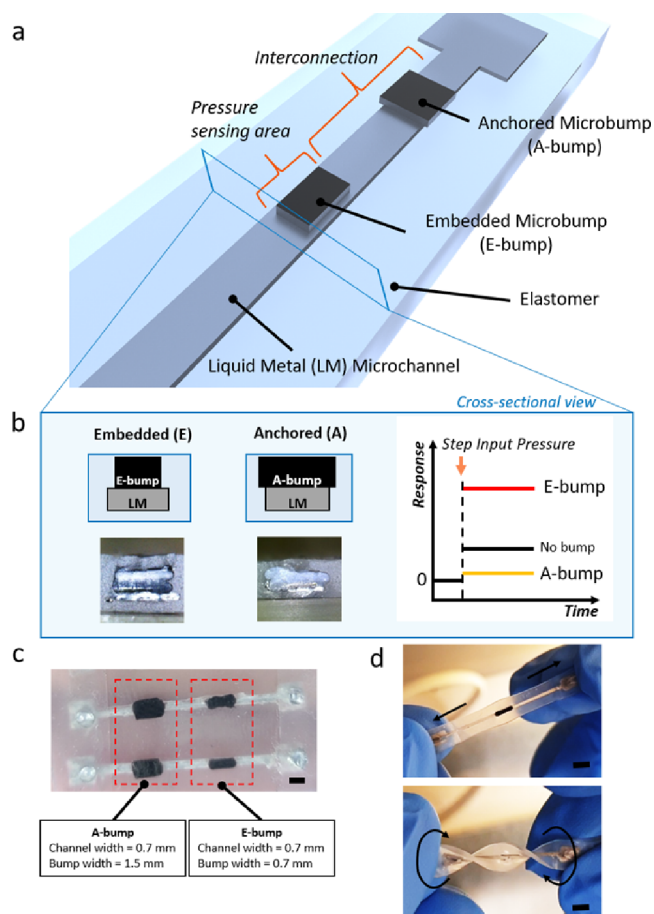 a
Interconnection
Pressure
sensing area
Anchored Microbump
(A-bump)
Embedded Microbump
(E-bump)
Elastomer
Liquid Metal (LM) Microchannel
Cross-sectional view
b
Embedded (E)
Anchored (A)
E-bump
LM
A-bump
LM
Step Input Pressure
Response
E-bump
No bump
A-bump
0
Time
c
d
A-bump
Channel width = 0.7 mm
Bump width = 1.5 mm
E-bump
Channel width = 0.7 mm
Bump width = 0.7 mm